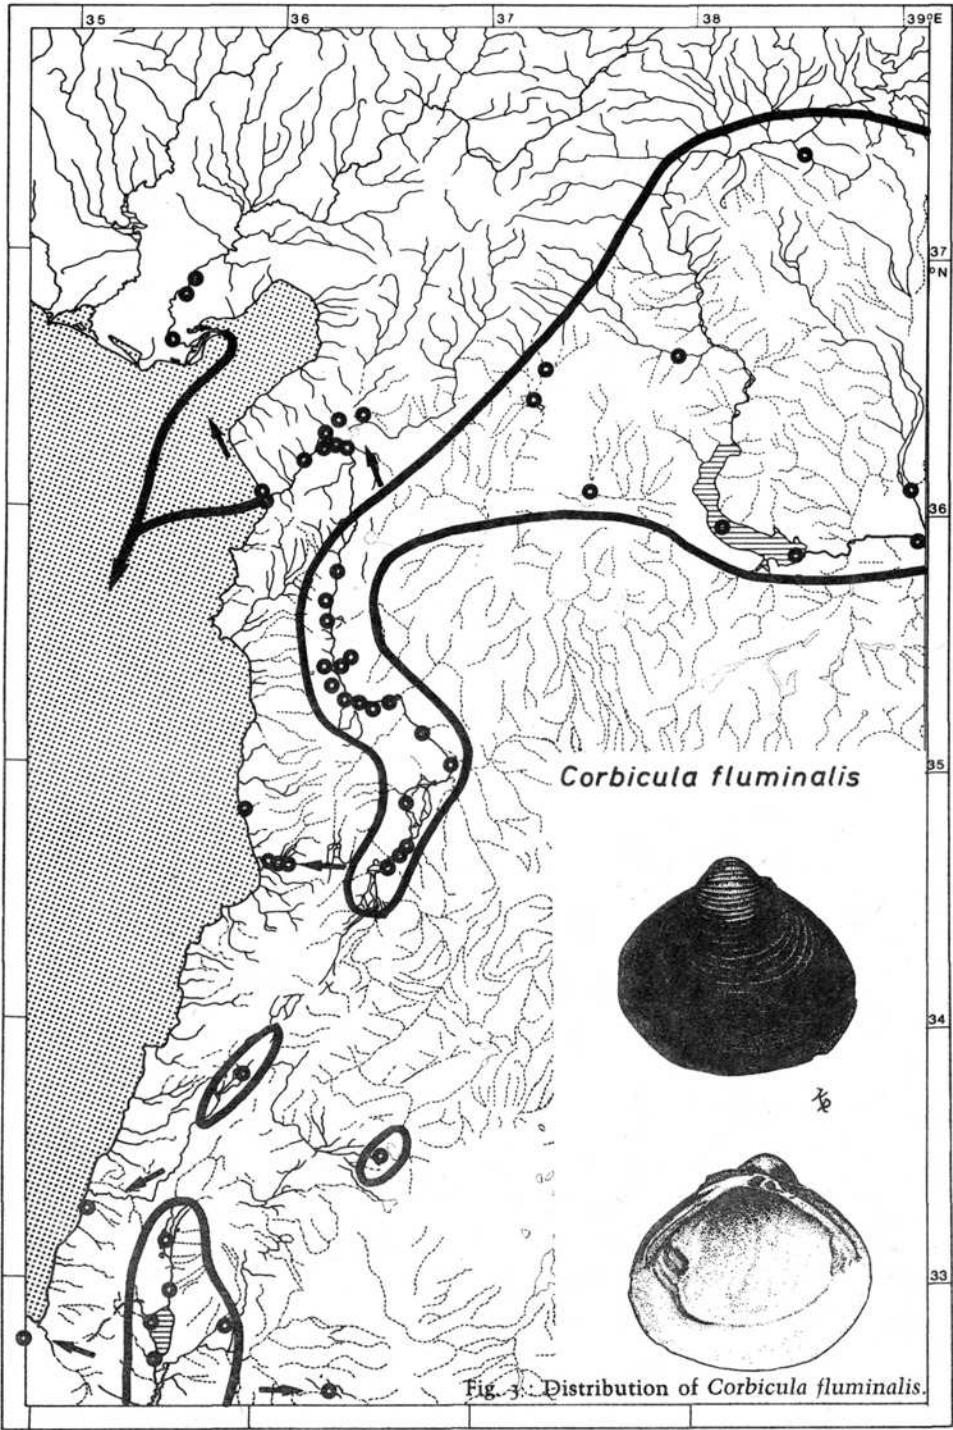 35 36 37 38 39°E
37
°N
36
35
Corbicula fluminalis
34
33
Fig. 3 : Distribution of Corbicula fluminalis.